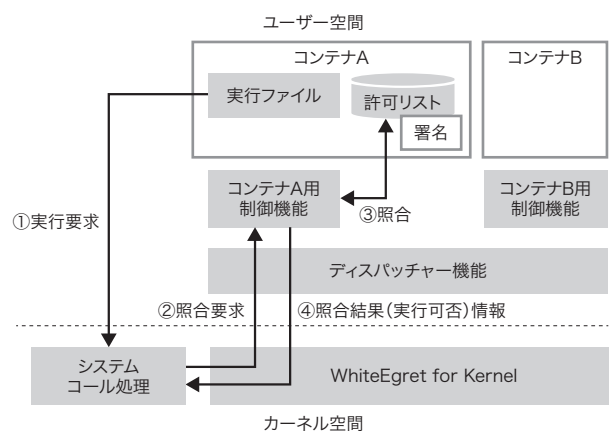 ユーザー空間
コンテナA
コンテナB
実行ファイル
許可リスト
署名
コンテナA用
制御機能
コンテナB用
制御機能
①実行要求
③照合
ディスパッチャー機能
②照合要求
④照合結果(実行可否)情報
システム
コール処理
WhiteEgret for Kernel
カーネル空間